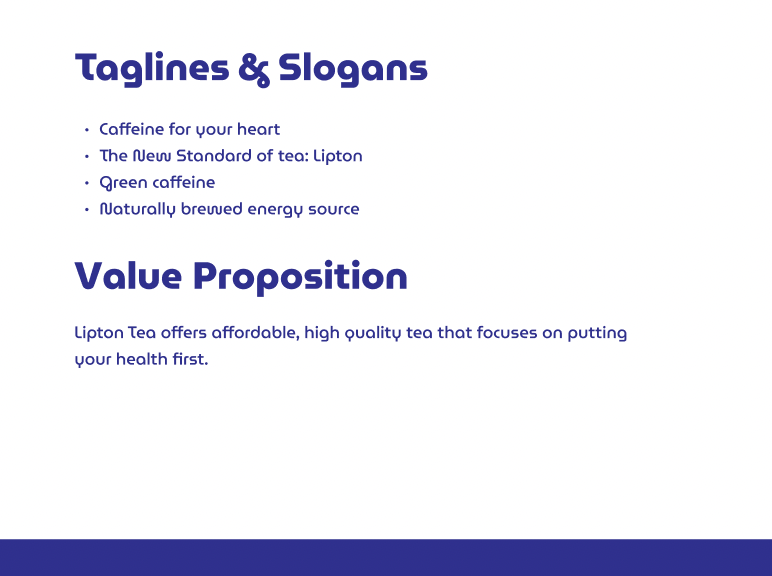 Taglines & Slogans
• Caffeine for your heart
• The New Standard of tea: Lipton
• Green caffeine
• Naturally brewed energy source
Value Proposition
Lipton Tea offers affordable, high quality tea that focuses on putting
your health first.